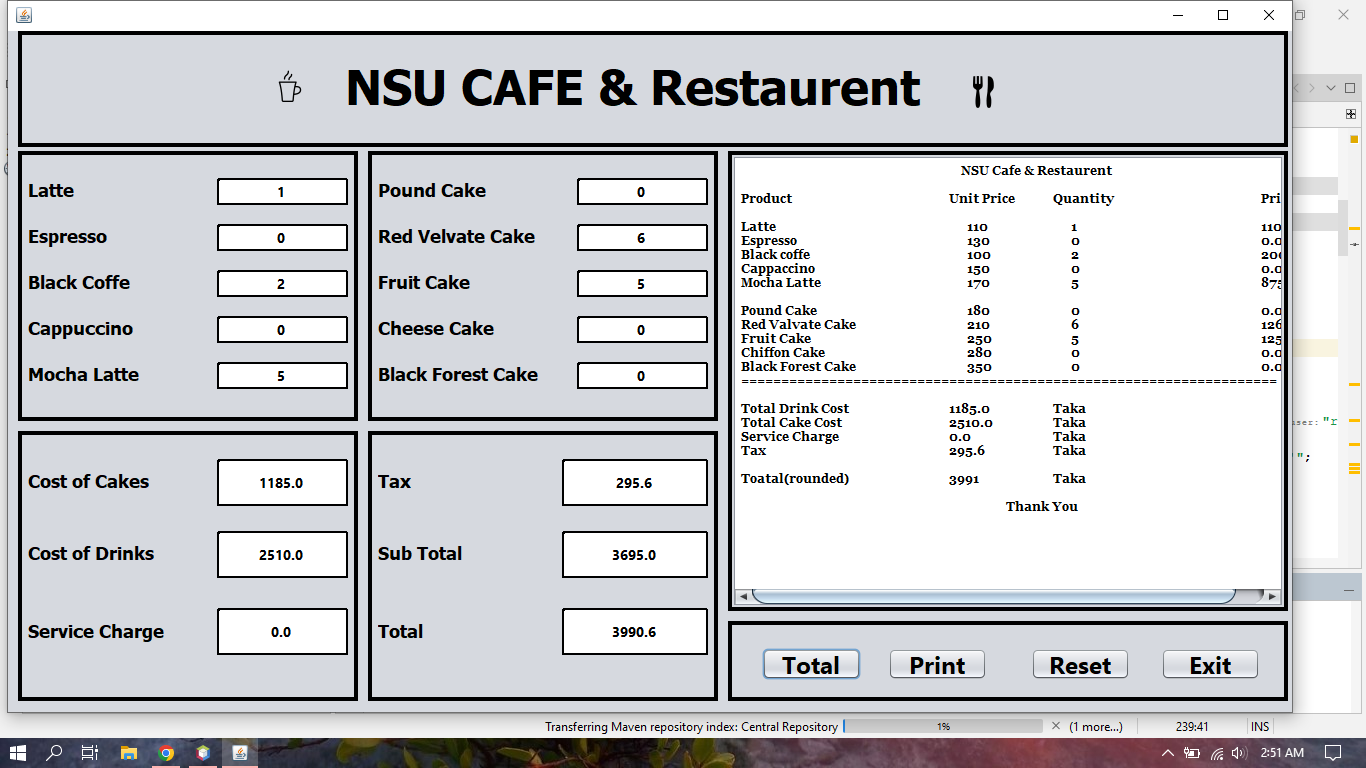 NSU CAFE & Restaurent
Latte 1
Espresso 0
Black Coffe 2
Cappuccino 0
Mocha Latte 5
Pound Cake 0
Red Velvate Cake 6
Fruit Cake 5
Cheese Cake 0
Black Forest Cake 0
Cost of Cakes 1185.0
Cost of Drinks 2510.0
Service Charge 0.0
Tax 295.6
Sub Total 3695.0
Total 3990.6
NSU Cafe & Restaurent
Product Unit Price Quantity Pri
Latte 110 1 110
Espresso 130 0 0.0
Black coffe 100 2 200
Cappaccino 150 0 0.0
Mocha Latte 170 5 875
Pound Cake 180 0 0.0
Red Valvate Cake 210 6 126
Fruit Cake 250 5 125
Chiffon Cake 280 0 0.0
Black Forest Cake 350 0 0.0
Total Drink Cost 1185.0 Taka
Total Cake Cost 2510.0 Taka
Service Charge 0.0 Taka
Tax 295.6 Taka
Toatal(rounded) 3991 Taka
Thank You
Total Print Reset Exit
user: "r
";
Transferring Maven repository index: Central Repository 1% (1 more...) 239:41 INS
2:51 AM